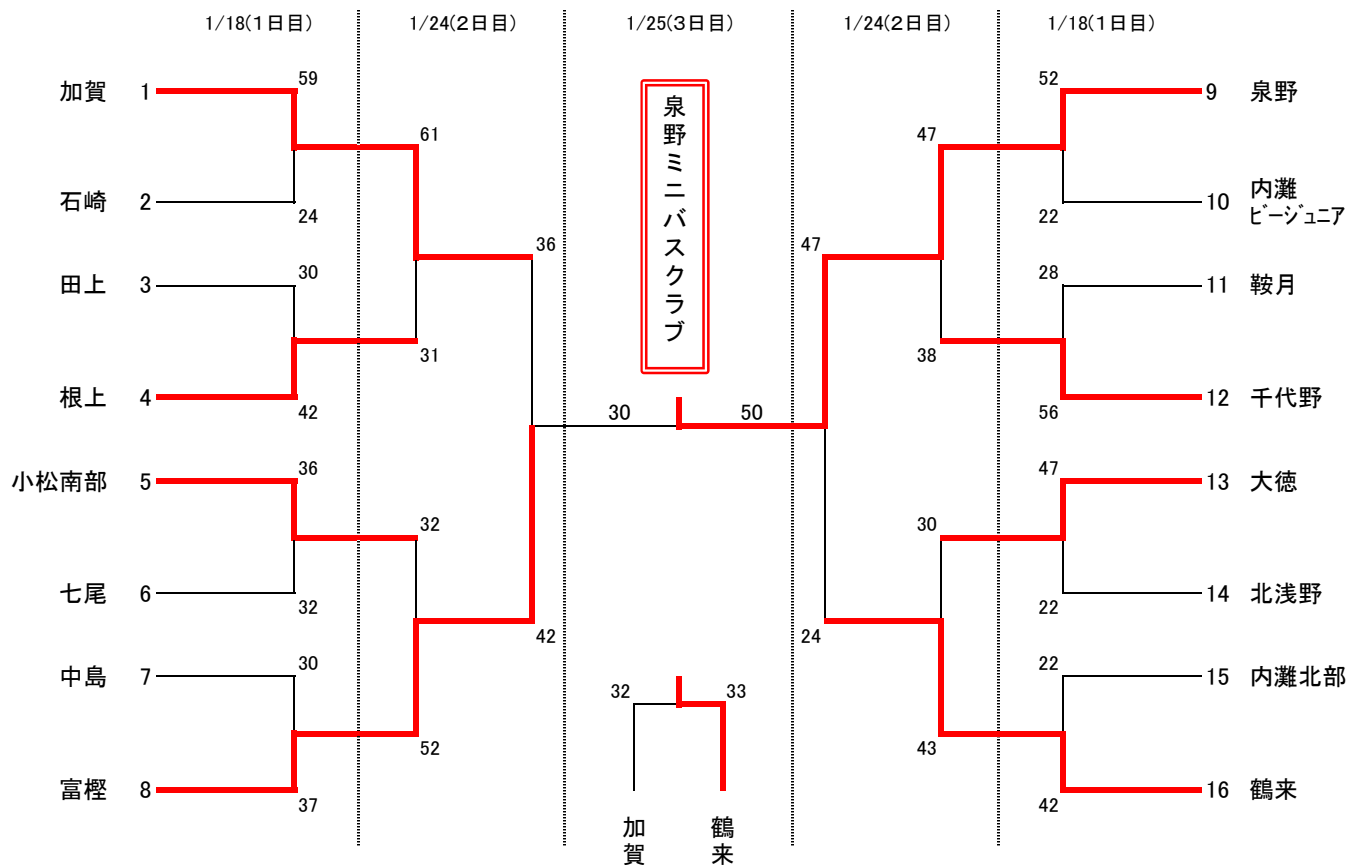 1/18(1日目)
1/24(2日目)
1/25(3日目)
1/24(2日目)
1/18(1日目)
加賀 1
59
石崎 2
24
田上 3
30
根上 4
42
小松南部 5
36
七尾 6
32
中島 7
30
富樫 8
37
61
31
32
52
36
42
泉野ミニバスクラブ
30
50
32
33
加賀
鶴来
47
24
47
38
30
43
52
9 泉野
22
10 内灘
ビージュニア
28
11 鞍月
56
12 千代野
47
13 大徳
22
14 北浅野
22
15 内灘北部
42
16 鶴来